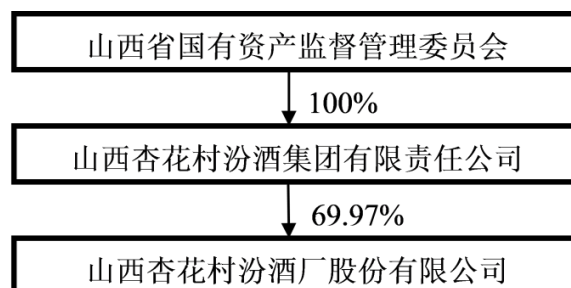 山西省国有资产监督管理委员会
100%
山西杏花村汾酒集团有限责任公司
69.97%
山西杏花村汾酒厂股份有限公司